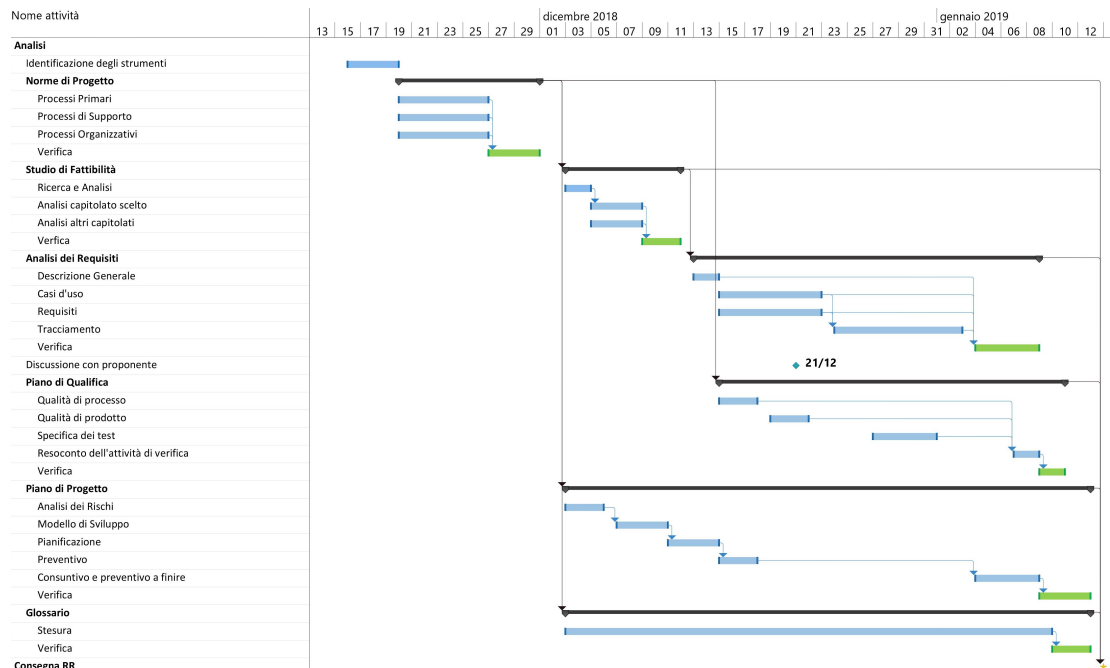 Nome attività
dicembre 2018
gennaio 2019
13 15 17 19 21 23 25 27 29 01 03 05 07 09 11 13 15 17 19 21 23 25 27 29 31 02 04 06 08 10 12
Analisi
Identificazione degli strumenti
Norme di Progetto
Processi Primari
Processi di Supporto
Processi Organizzativi
Verifica
Studio di Fattibilità
Ricerca e Analisi
Analisi capitolato scelto
Analisi altri capitolati
Verfica
Analisi dei Requisiti
Descrizione Generale
Casi d'uso
Requisiti
Tracciamento
Verifica
Discussione con proponente
21/12
Piano di Qualifica
Qualità di processo
Qualità di prodotto
Specifica dei test
Resoconto dell'attività di verifica
Verifica
Piano di Progetto
Analisi dei Rischi
Modello di Sviluppo
Pianificazione
Preventivo
Consuntivo e preventivo a finire
Verifica
Glossario
Stesura
Verifica
Consegna RR